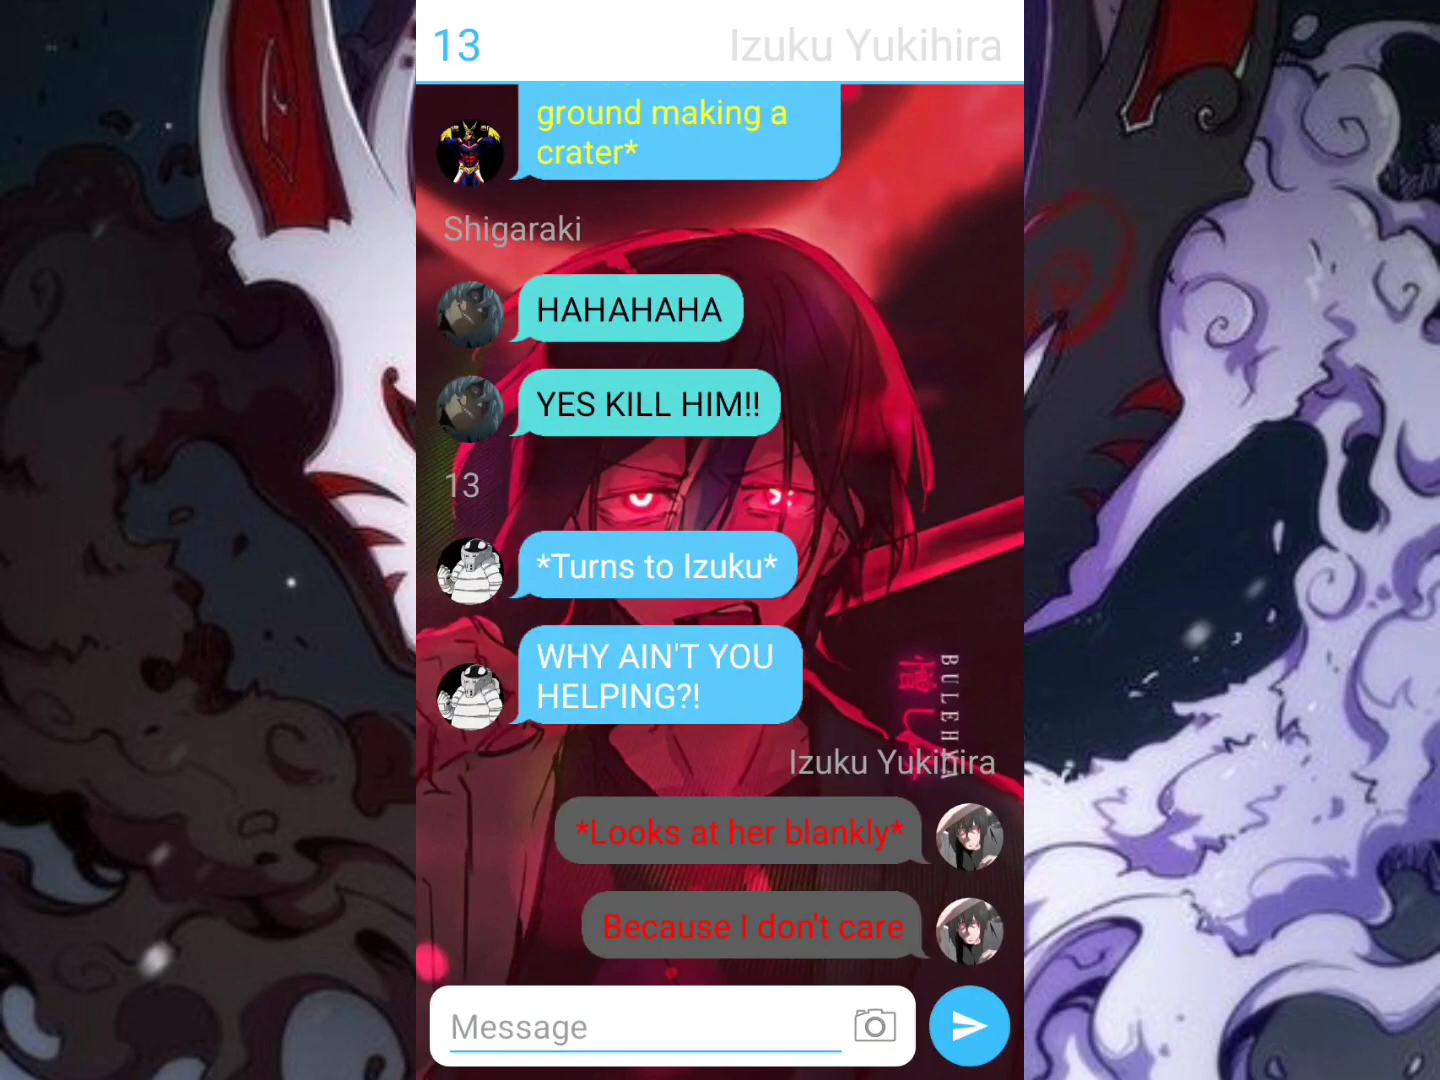 13
Izuku Yukihira
ground making a
crater*
Shigaraki
HAHAHAHA
YES KILL HIM!!
13
*Turns to Izuku*
WHY AIN'T YOU
HELPING?!
Izuku Yukihira
*Looks at her blankly*
Because I don't care
Message